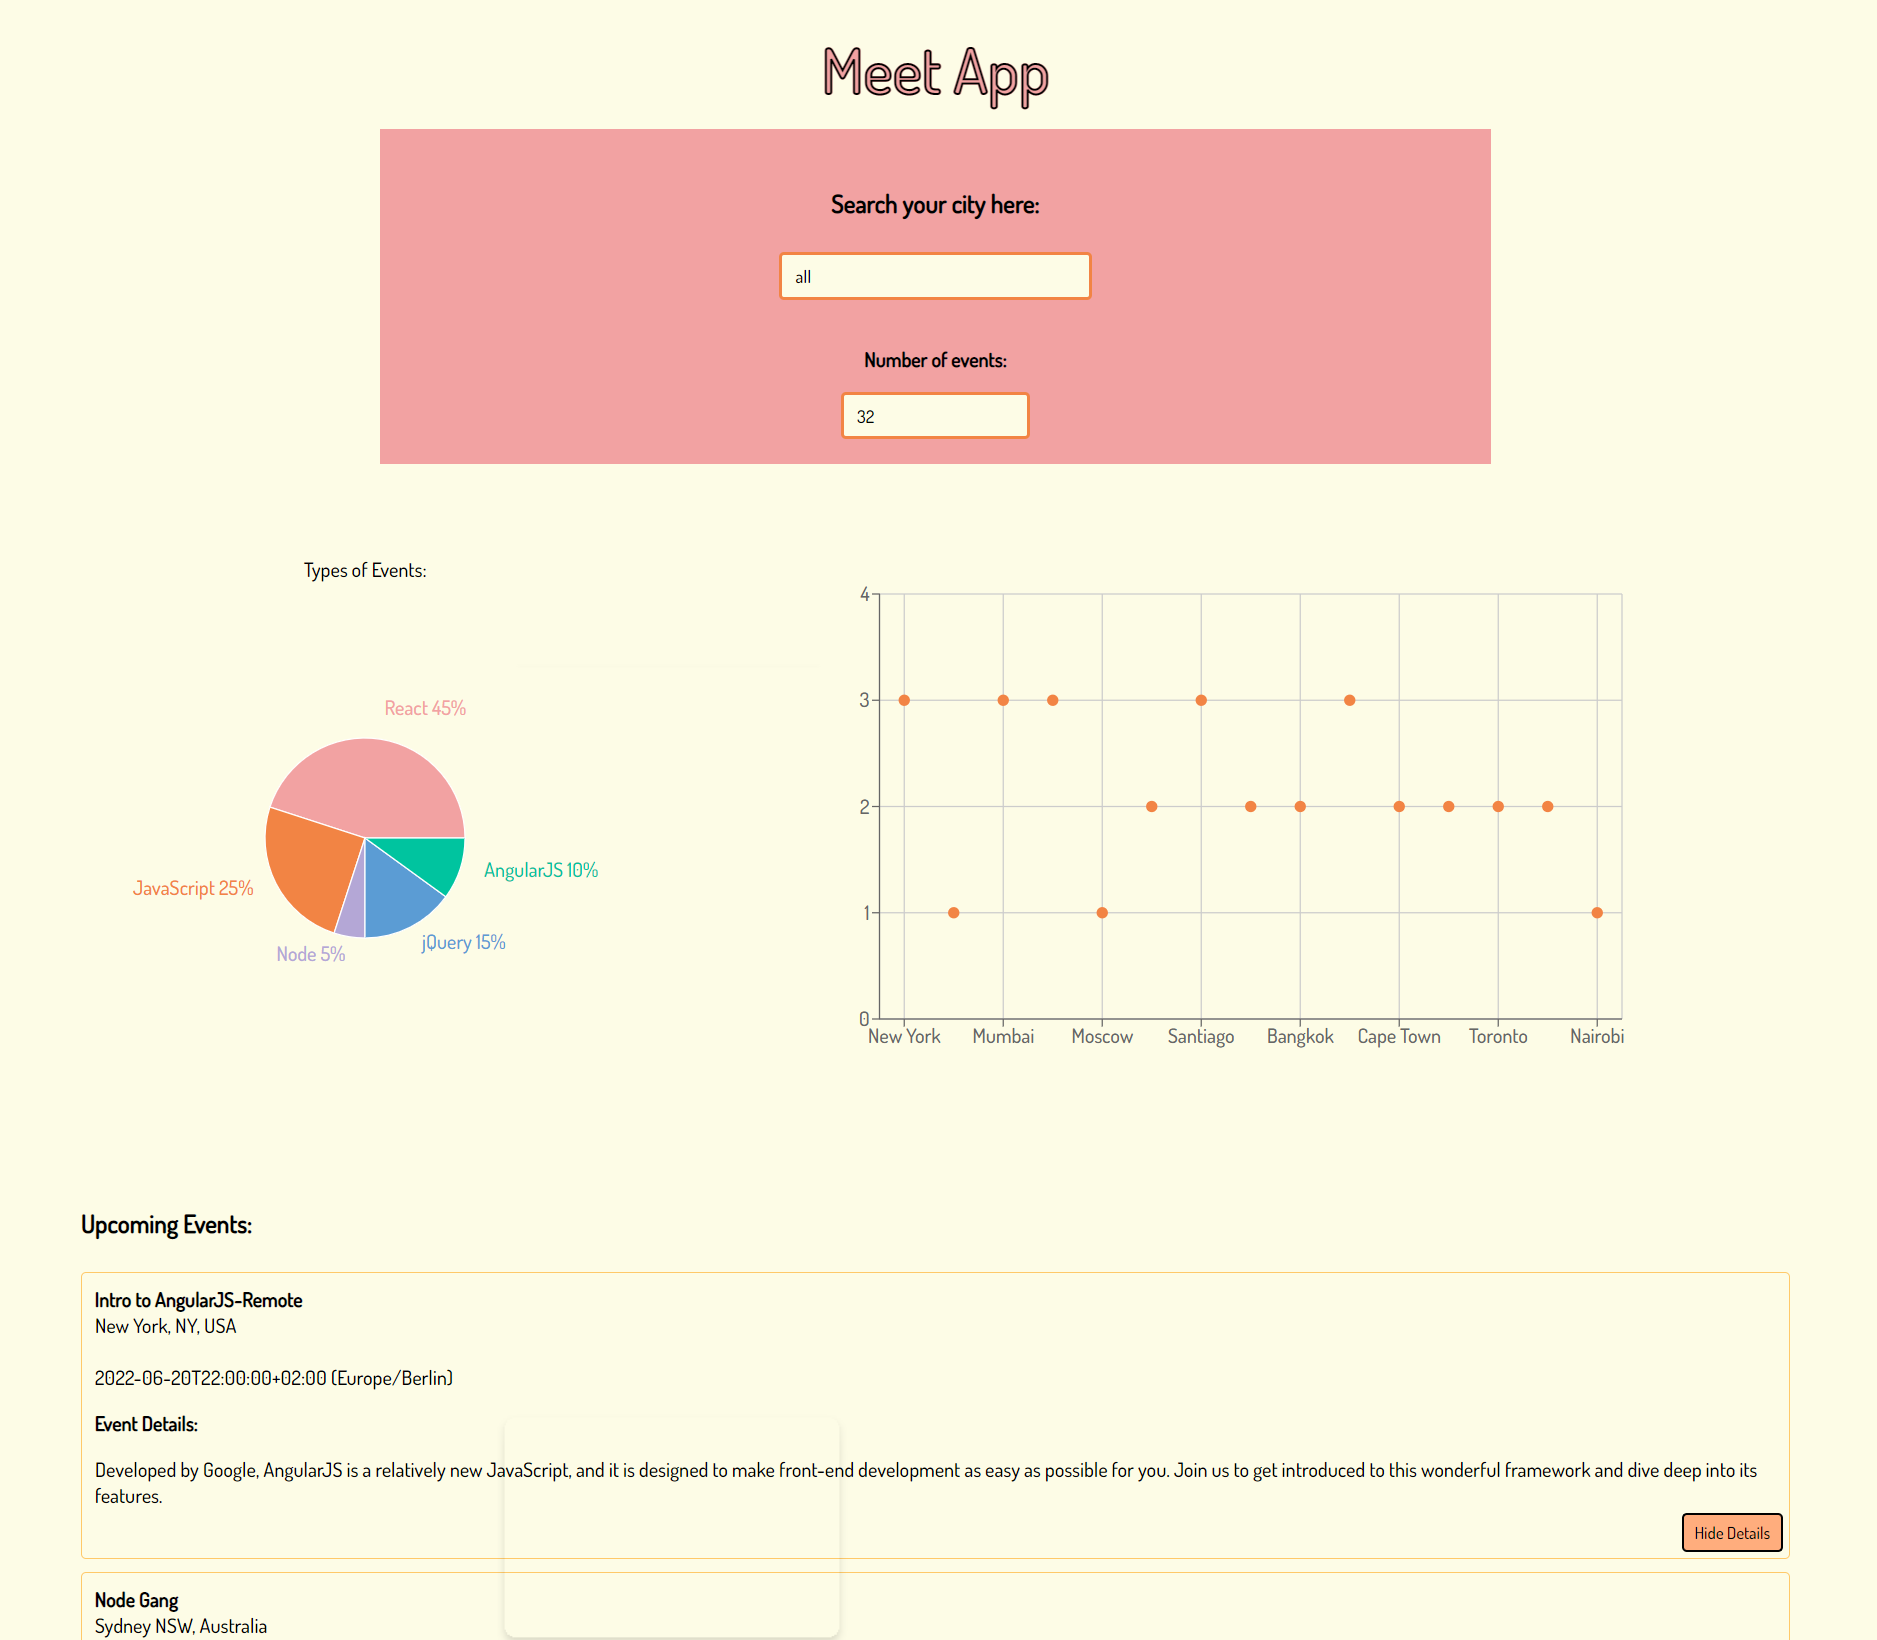 Meet App
Search your city here:
all
Number of events:
32
Types of Events:
React 45%
JavaScript 25%
AngularJS 10%
jQuery 15%
Node 5%
4
3
2
1
0
New York Mumbai Moscow Santiago Bangkok Cape Town Toronto Nairobi
Upcoming Events:
Intro to AngularJS-Remote
New York, NY, USA
2022-06-20T22:00:00+02:00 (Europe/Berlin)
Event Details:
Developed by Google, AngularJS is a relatively new JavaScript, and it is designed to make front-end development as easy as possible for you. Join us to get introduced to this wonderful framework and dive deep into its
features.
Hide Details
Node Gang
Sydney NSW, Australia